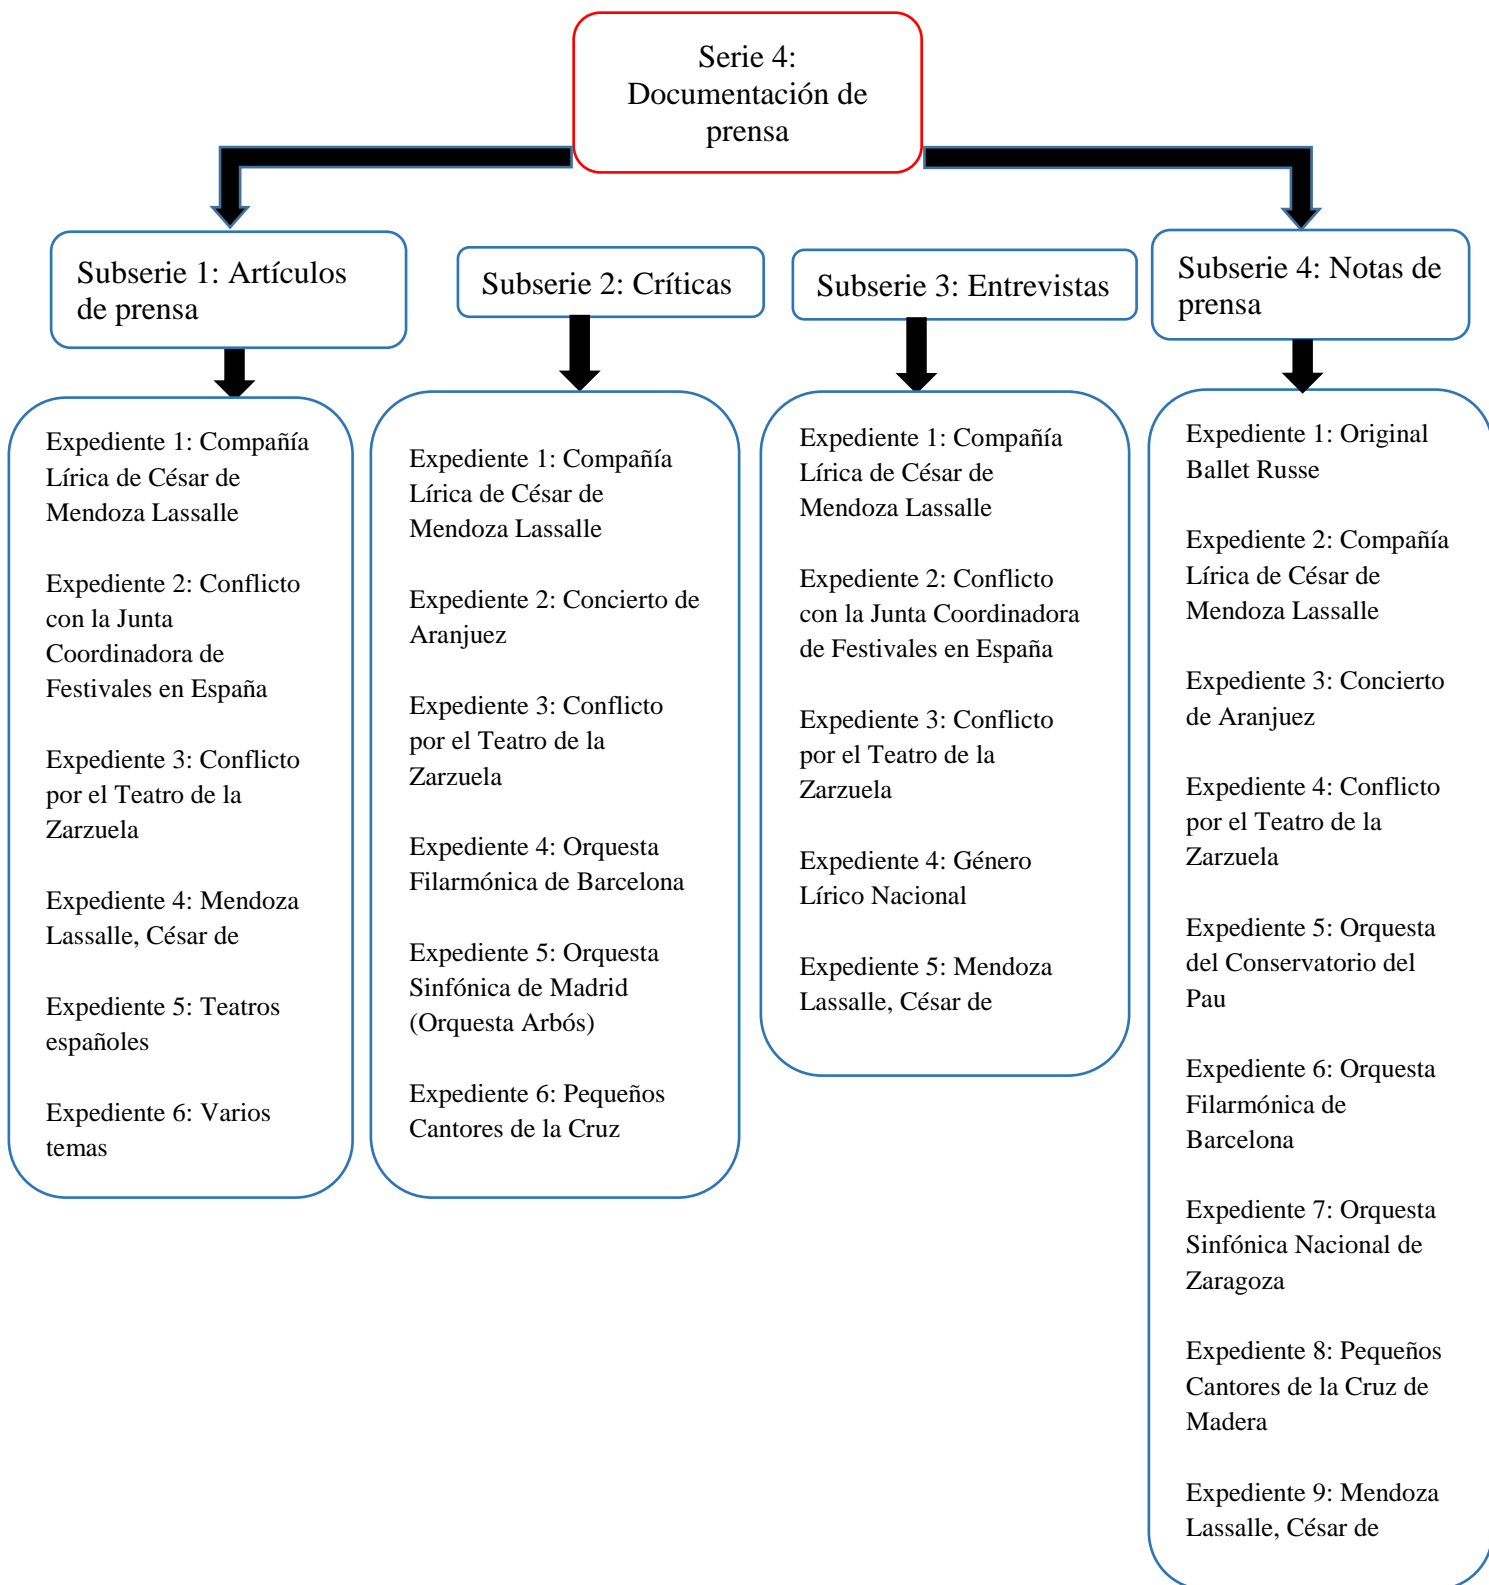 Serie 4:
Documentación de
prensa
Subserie 1: Artículos
de prensa
Subserie 2: Críticas
Subserie 3: Entrevistas
Subserie 4: Notas de
prensa
Expediente 1: Compañía
Lírica de César de
Mendoza Lassalle
Expediente 2: Conflicto
con la Junta
Coordinadora de
Festivales en España
Expediente 3: Conflicto
por el Teatro de la
Zarzuela
Expediente 4: Mendoza
Lassalle, César de
Expediente 5: Teatros
españoles
Expediente 6: Varios
temas
Expediente 1: Compañía
Lírica de César de
Mendoza Lassalle
Expediente 2: Concierto de
Aranjuez
Expediente 3: Conflicto
por el Teatro de la
Zarzuela
Expediente 4: Orquesta
Filarmónica de Barcelona
Expediente 5: Orquesta
Sinfónica de Madrid
(Orquesta Arbós)
Expediente 6: Pequeños
Cantores de la Cruz
Expediente 1: Compañía
Lírica de César de
Mendoza Lassalle
Expediente 2: Conflicto
con la Junta Coordinadora
de Festivales en España
Expediente 3: Conflicto
por el Teatro de la
Zarzuela
Expediente 4: Género
Lírico Nacional
Expediente 5: Mendoza
Lassalle, César de
Expediente 1: Original
Ballet Russe
Expediente 2: Compañía
Lírica de César de
Mendoza Lassalle
Expediente 3: Concierto
de Aranjuez
Expediente 4: Conflicto
por el Teatro de la
Zarzuela
Expediente 5: Orquesta
del Conservatorio del
Pau
Expediente 6: Orquesta
Filarmónica de
Barcelona
Expediente 7: Orquesta
Sinfónica Nacional de
Zaragoza
Expediente 8: Pequeños
Cantores de la Cruz de
Madera
Expediente 9: Mendoza
Lassalle, César de